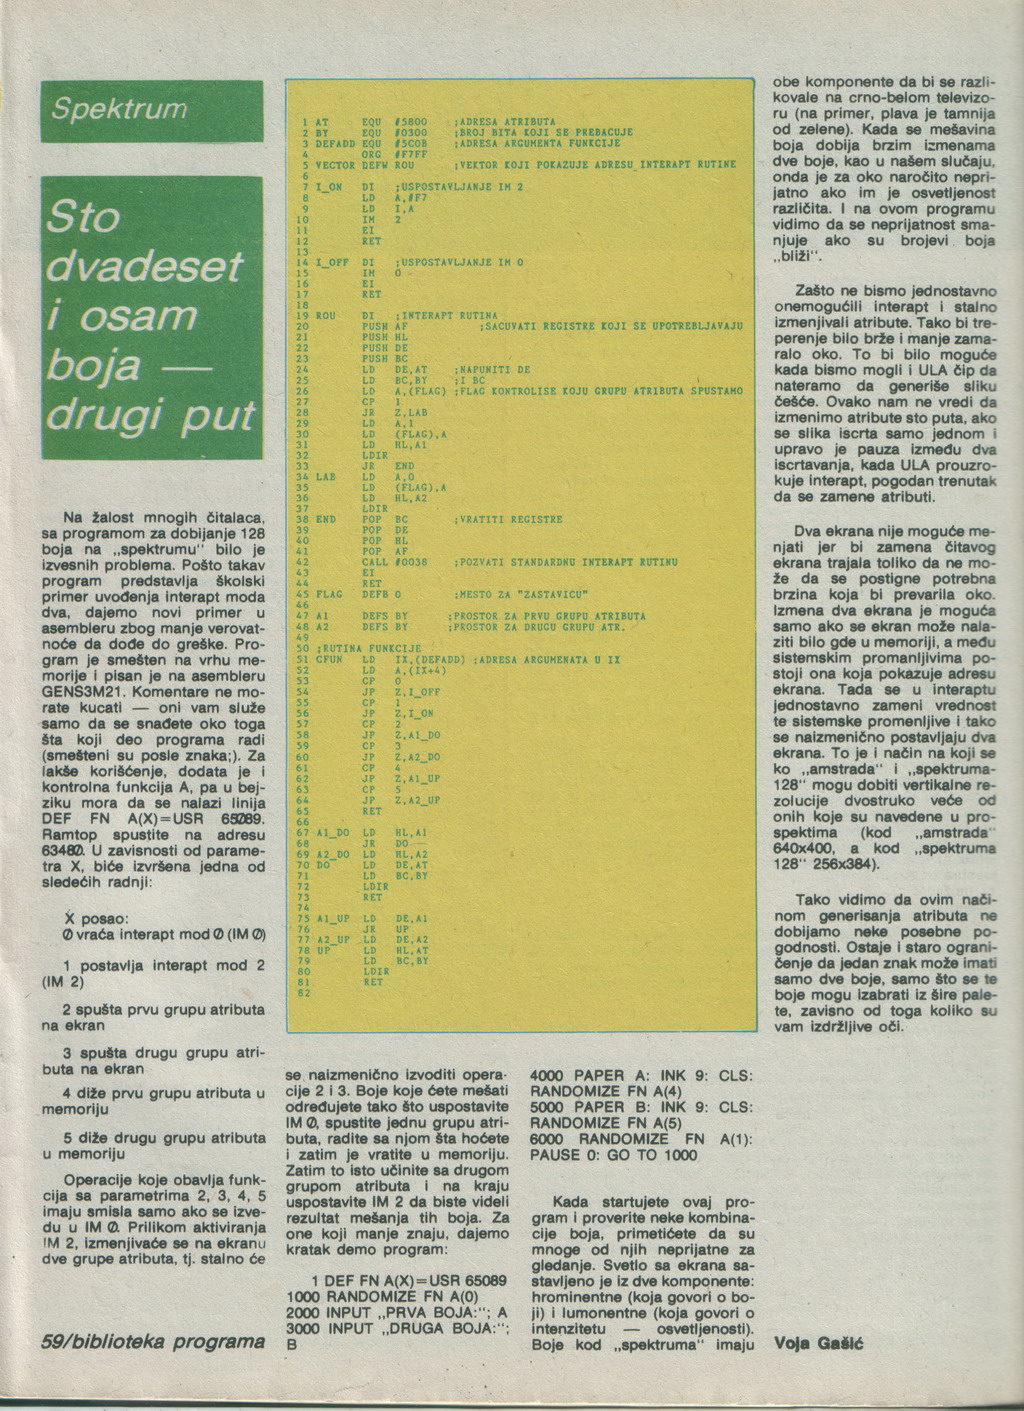 Spektrum
Sto
dvadeset
i osam
boja —
drugi put
Na žalost mnogih čitalaca,
sa programom za dobijanje 128
boja na „spektrumu" bilo je
izvesnih problema. Pošto takav
program predstavlja školski
primer uvođenja interapt moda
dva, dajemo novi primer u
asembleru zbog manje verovat-
noće da dođe do greške. Pro-
gram je smešten na vrhu me-
morije i pisan je na asembleru
GENS3M21. Komentare ne mo-
rate kucati — oni vam služe
samo da se snađete oko toga
šta koji deo programa radi
(smešteni su posle znaka;). Za
lakše korišćenje, dodata je i
kontrolna funkcija A, pa u bej-
ziku mora da se nalazi linija
DEF FN A(X)=USR 65089.
Ramtop spustite na adresu
63480. U zavisnosti od parame-
tra X, biće izvršena jedna od
sledećih radnji:
X posao:
0 vraća interapt mod 0 (IM 0)
1 postavlja interapt mod 2
(IM 2)
2 spušta prvu grupu atributa
na ekran
3 spušta drugu grupu atri-
buta na ekran
4 diže prvu grupu atributa u
memoriju
5 diže drugu grupu atributa
u memoriju
Operacije koje obavlja funk-
cija sa parametrima 2, 3, 4, 5
imaju smisla samo ako se izve-
du u IM 0. Prilikom aktiviranja
IM 2, izmenjivaće se na ekranu
dve grupe atributa, tj. stalno će
59/biblioteka programa
1 AT EQU #5800 ;ADRESA ATRIBUTA
2 BY EQU #0300 ;BROJ BITA KOJI SE PREBACUJE
3 DEFADD EQU #5C0B ;ADRESA ARGUMENTA FUNKCIJE
4 ORG #F7FF
5 VECTOR DEFW ROU ;VEKTOR KOJI POKAZUJE ADRESU INTERAPT RUTINE
6
7 I_ON DI ;USPOSTAVLJANJE IM 2
8 LD A,#F7
9 LD I,A
10 IM 2
11 EI
12 RET
13
14 I_OFF DI ;USPOSTAVLJANJE IM 0
15 IM 0
16 EI
17 RET
18
19 ROU DI ;INTERAPT RUTINA
20 PUSH AF ;SACUVATI REGISTRE KOJI SE UPOTREBLJAVAJU
21 PUSH HL
22 PUSH DE
23 PUSH BC
24 LD DE,AT ;NAPUNITI DE
25 LD BC,BY ;I BC
26 LD A,(FLAG) ;FLAG KONTROLISE KOJU GRUPU ATRIBUTA SPUSTAMO
27 CP 1
28 JR Z,LAB
29 LD A,1
30 LD (FLAG),A
31 LD HL,A1
32 LDIR
33 JR END
34 LAB LD A,0
35 LD (FLAG),A
36 LD HL,A2
37 LDIR
38 END POP BC ;VRATITI REGISTRE
39 POP DE
40 POP HL
41 POP AF
42 CALL #0038 ;POZVATI STANDARDNU INTERAPT RUTINU
43 EI
44 RET
45 FLAG DEFB 0 ;MESTO ZA "ZASTAVICU"
46
47 A1 DEFS BY ;PROSTOR ZA PRVU GRUPU ATRIBUTA
48 A2 DEFS BY ;PROSTOR ZA DRUGU GRUPU ATR.
49
50 ;RUTINA FUNKCIJE
51 CFUN LD IX,(DEFADD) ;ADRESA ARGUMENATA U IX
52 LD A,(IX+4)
53 CP 0
54 JP Z,I_OFF
55 CP 1
56 JP Z,I_ON
57 CP 2
58 JP Z,A1_DO
59 CP 3
60 JP Z,A2_DO
61 CP 4
62 JP Z,A1_UP
63 CP 5
64 JP Z,A2_UP
65 RET
66
67 A1_DO LD HL,A1
68 JR DO
69 A2_DO LD HL,A2
70 DO LD DE,AT
71 LD BC,BY
72 LDIR
73 RET
74
75 A1_UP LD DE,A1
76 JR UP
77 A2_UP LD DE,A2
78 UP LD HL,AT
79 LD BC,BY
80 LDIR
81 RET
82
se naizmenično izvoditi opera-
cije 2 i 3. Boje koje ćete mešati
određujete tako što uspostavite
IM 0, spustite jednu grupu atri-
buta, radite sa njom šta hoćete
i zatim je vratite u memoriju.
Zatim to isto učinite sa drugom
grupom atributa i na kraju
uspostavite IM 2 da biste videli
rezultat mešanja tih boja. Za
one koji manje znaju, dajemo
kratak demo program:
1 DEF FN A(X)=USR 65089
1000 RANDOMIZE FN A(0)
2000 INPUT „PRVA BOJA:"; A
3000 INPUT „DRUGA BOJA:";
B
4000 PAPER A: INK 9: CLS:
RANDOMIZE FN A(4)
5000 PAPER B: INK 9: CLS:
RANDOMIZE FN A(5)
6000 RANDOMIZE FN A(1):
PAUSE 0: GO TO 1000
Kada startujete ovaj pro-
gram i proverite neke kombina-
cije boja, primetićete da su
mnoge od njih neprijatne za
gledanje. Svetlo sa ekrana sa-
stavljeno je iz dve komponente:
hrominentne (koja govori o bo-
ji) i lumonentne (koja govori o
intenzitetu — osvetljenosti).
Boje kod „spektruma" imaju
obe komponente da bi se razli-
kovale na crno-belom televizo-
ru (na primer, plava je tamnija
od zelene). Kada se mešavina
boja dobija brzim izmenama
dve boje, kao u našem slučaju,
onda je za oko naročito nepri-
jatno ako im je osvetljenost
različita. I na ovom programu
vidimo da se neprijatnost sma-
njuje ako su brojevi boja
„bliži".
Zašto ne bismo jednostavno
onemogućili interapt i stalno
izmenjivali atribute. Tako bi tre-
perenje bilo brže i manje zama-
ralo oko. To bi bilo moguće
kada bismo mogli i ULA čip da
nateramo da generiše sliku
češće. Ovako nam ne vredi da
izmenimo atribute sto puta, ako
se slika iscrta samo jednom i
upravo je pauza između dva
iscrtavanja, kada ULA prouzro-
kuje interapt, pogodan trenutak
da se zamene atributi.
Dva ekrana nije moguće me-
njati jer bi zamena čitavog
ekrana trajala toliko da ne mo-
že da se postigne potrebna
brzina koja bi prevarila oko.
Izmena dva ekrana je moguća
samo ako se ekran može nala-
ziti bilo gde u memoriji, a među
sistemskim promanljivima po-
stoji ona koja pokazuje adresu
ekrana. Tada se u interaptu
jednostavno zameni vrednost
te sistemske promenljive i tako
se naizmenično postavljaju dva
ekrana. To je i način na koji se
ko „amstrada" i „spektruma-
128" mogu dobiti vertikalne re-
zolucije dvostruko veće od
onih koje su navedene u pro-
spektima (kod „amstrada"
640x400, a kod „spektruma
128" 256x384).
Tako vidimo da ovim nači-
nom generisanja atributa ne
dobijamo neke posebne po-
godnosti. Ostaje i staro ograni-
čenje da jedan znak može imati
samo dve boje, samo što se te
boje mogu izabrati iz šire pale-
te, zavisno od toga koliko su
vam izdržljive oči.
Voja Gašić